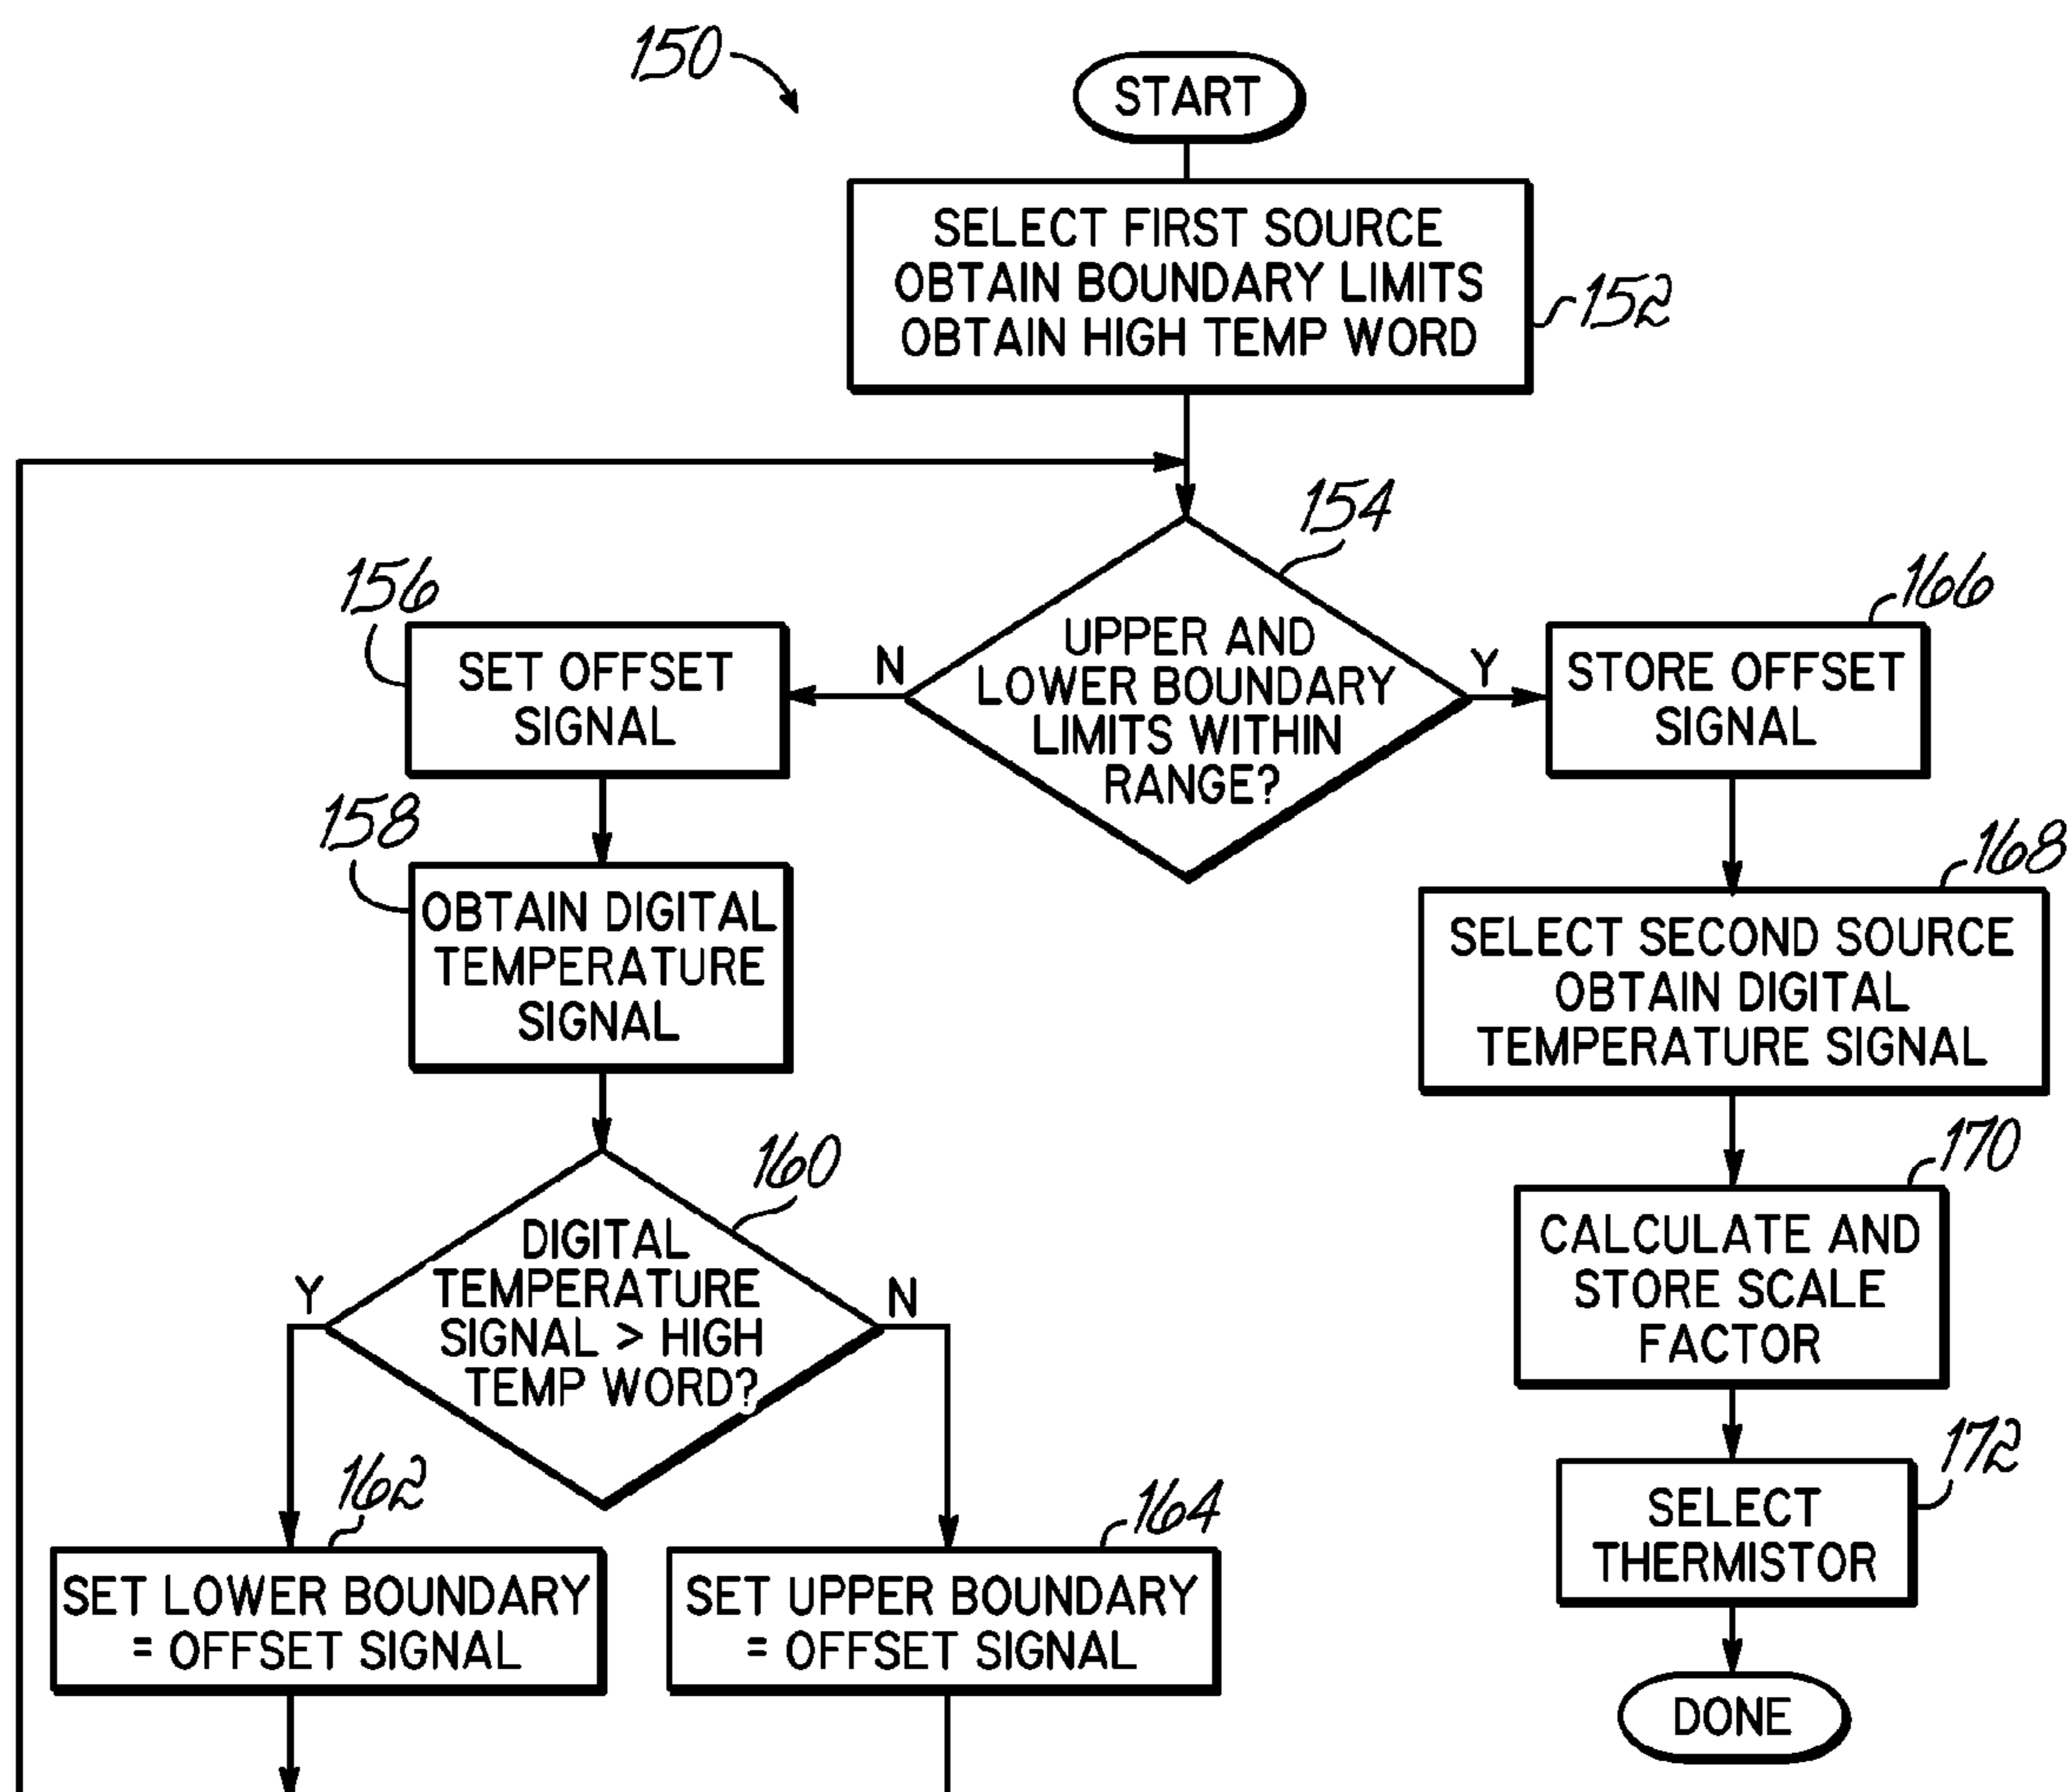 150
START
SELECT FIRST SOURCE
OBTAIN BOUNDARY LIMITS
OBTAIN HIGH TEMP WORD
152
154
UPPER AND
LOWER BOUNDARY
LIMITS WITHIN
RANGE?
N
Y
156
SET OFFSET
SIGNAL
158
OBTAIN DIGITAL
TEMPERATURE
SIGNAL
160
DIGITAL
TEMPERATURE
SIGNAL > HIGH
TEMP WORD?
Y
N
162
SET LOWER BOUNDARY
= OFFSET SIGNAL
164
SET UPPER BOUNDARY
= OFFSET SIGNAL
166
STORE OFFSET
SIGNAL
168
SELECT SECOND SOURCE
OBTAIN DIGITAL
TEMPERATURE SIGNAL
170
CALCULATE AND
STORE SCALE
FACTOR
172
SELECT
THERMISTOR
DONE